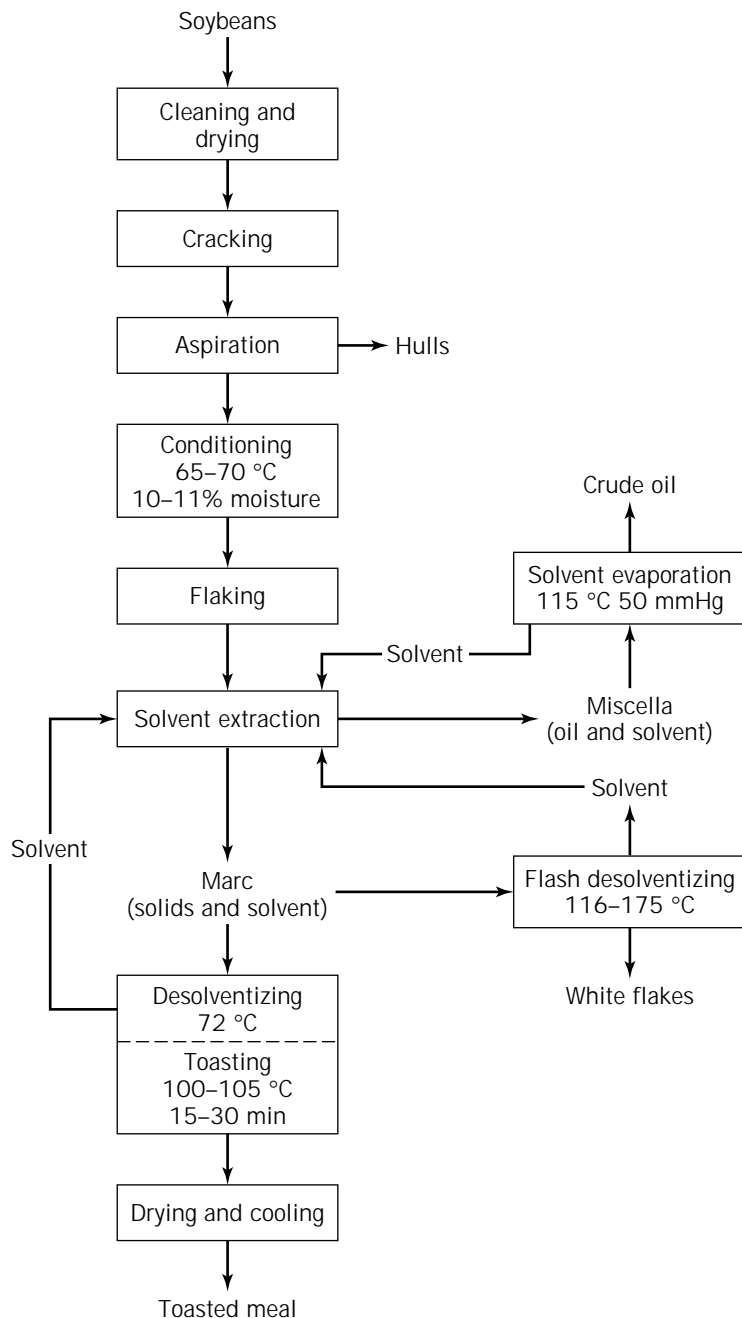 Soybeans
Cleaning and
drying
Cracking
Aspiration
Hulls
Conditioning
65–70 °C
10–11% moisture
Crude oil
Flaking
Solvent evaporation
115 °C 50 mmHg
Solvent
Solvent extraction
Miscella
(oil and solvent)
Solvent
Solvent
Marc
(solids and solvent)
Flash desolventizing
116–175 °C
White flakes
Desolventizing
72 °C
Toasting
100–105 °C
15–30 min
Drying and cooling
Toasted meal